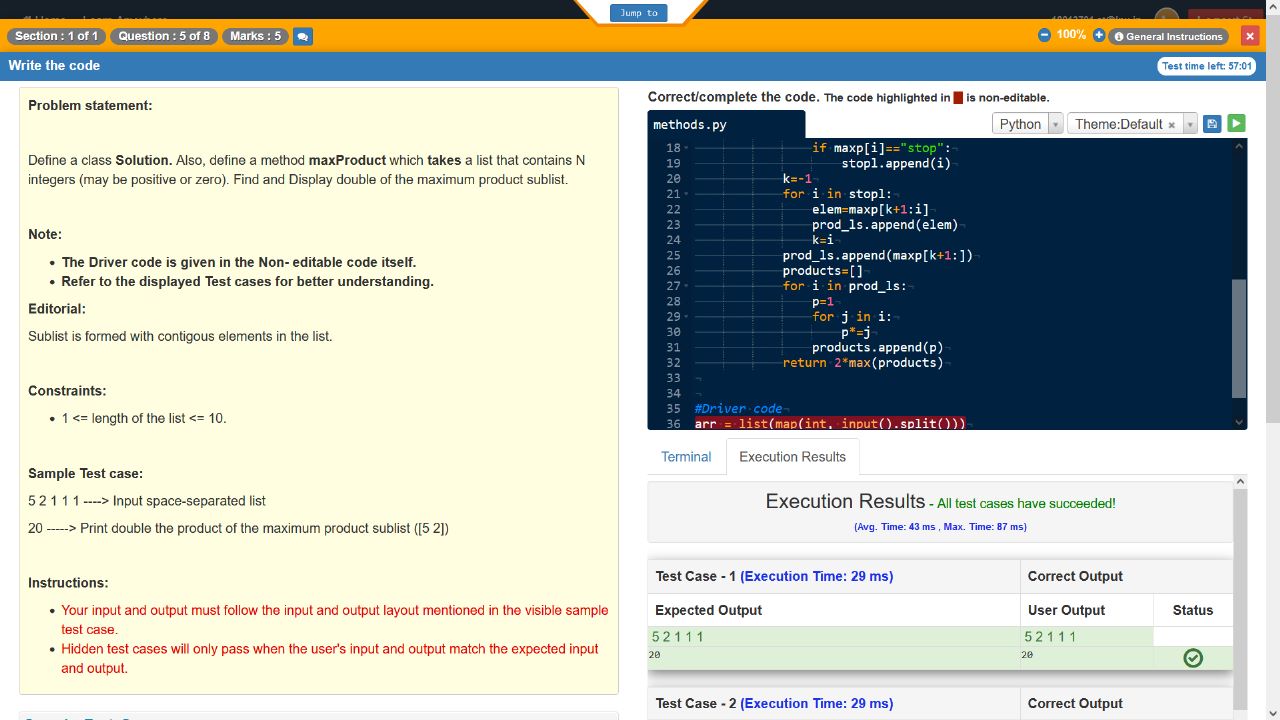 Jump to
Section : 1 of 1 Question : 5 of 8 Marks : 5 100% General Instructions
Write the code Test time left: 57:01
Problem statement:
Define a class Solution. Also, define a method maxProduct which takes a list that contains N
integers (may be positive or zero). Find and Display double of the maximum product sublist.
Note:
The Driver code is given in the Non- editable code itself.
Refer to the displayed Test cases for better understanding.
Editorial:
Sublist is formed with contigous elements in the list.
Constraints:
1 <= length of the list <= 10.
Sample Test case:
5 2 1 1 1 ----> Input space-separated list
20 -----> Print double the product of the maximum product sublist ([5 2])
Instructions:
Your input and output must follow the input and output layout mentioned in the visible sample
test case.
Hidden test cases will only pass when the user's input and output match the expected input
and output.
Correct/complete the code. The code highlighted in is non-editable.
methods.py Python Theme:Default
18 if maxp[i]=="stop":
19 stopl.append(i)
20 k=-1
21 for i in stopl:
22 elem=maxp[k+1:i]
23 prod_ls.append(elem)
24 k=i
25 prod_ls.append(maxp[k+1:])
26 products=[]
27 for i in prod_ls:
28 p=1
29 for j in i:
30 p*=j
31 products.append(p)
32 return 2*max(products)
33
34
35 #Driver code
36 arr = list(map(int, input().split()))
Terminal Execution Results
Execution Results - All test cases have succeeded!
(Avg. Time: 43 ms , Max. Time: 87 ms)
Test Case - 1 (Execution Time: 29 ms) Correct Output
Expected Output User Output Status
5 2 1 1 1 5 2 1 1 1
20 20
Test Case - 2 (Execution Time: 29 ms) Correct Output